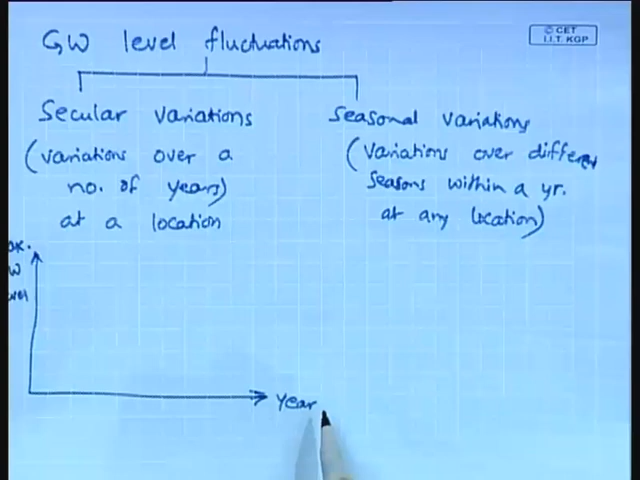 GW level fluctuations
© CET
I.I.T. KGP
Secular variations
(variations over a
no. of years)
at a location
Seasonal variations
(variations over different
seasons within a yr.
at any location)
W
Year